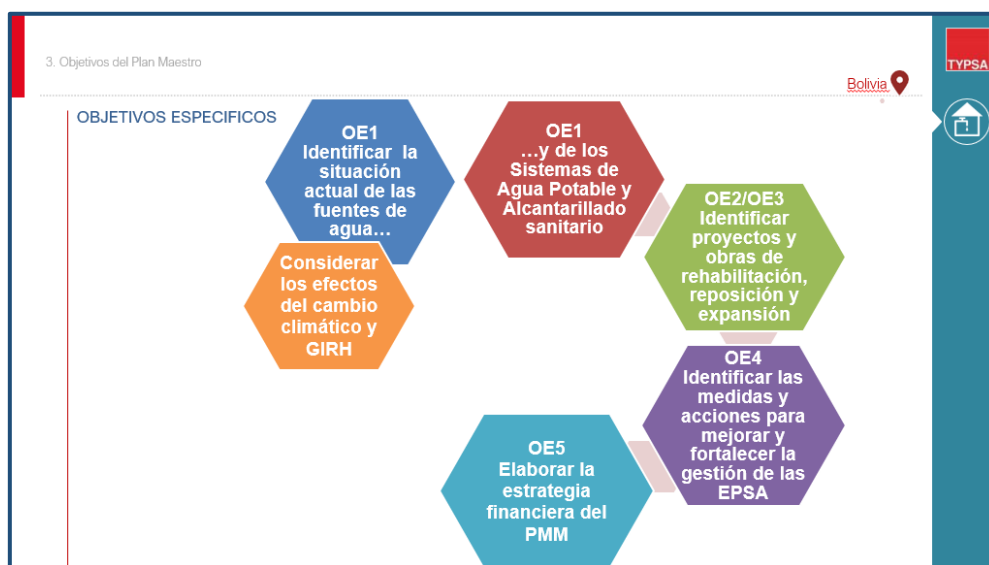 3. Objetivos del Plan Maestro
TYPSA
Bolivia
OBJETIVOS ESPECIFICOS
OE1
Identificar la
situación
actual de las
fuentes de
agua...
OE1
...y de los
Sistemas de
Agua Potable y
Alcantarillado
sanitario
OE2/OE3
Identificar
proyectos y
obras de
rehabilitación,
reposición y
expansión
Considerar
los efectos
del cambio
climático y
GIRH
OE4
Identificar las
medidas y
acciones para
mejorar y
fortalecer la
gestión de las
EPSA
OE5
Elaborar la
estrategia
financiera del
PMM